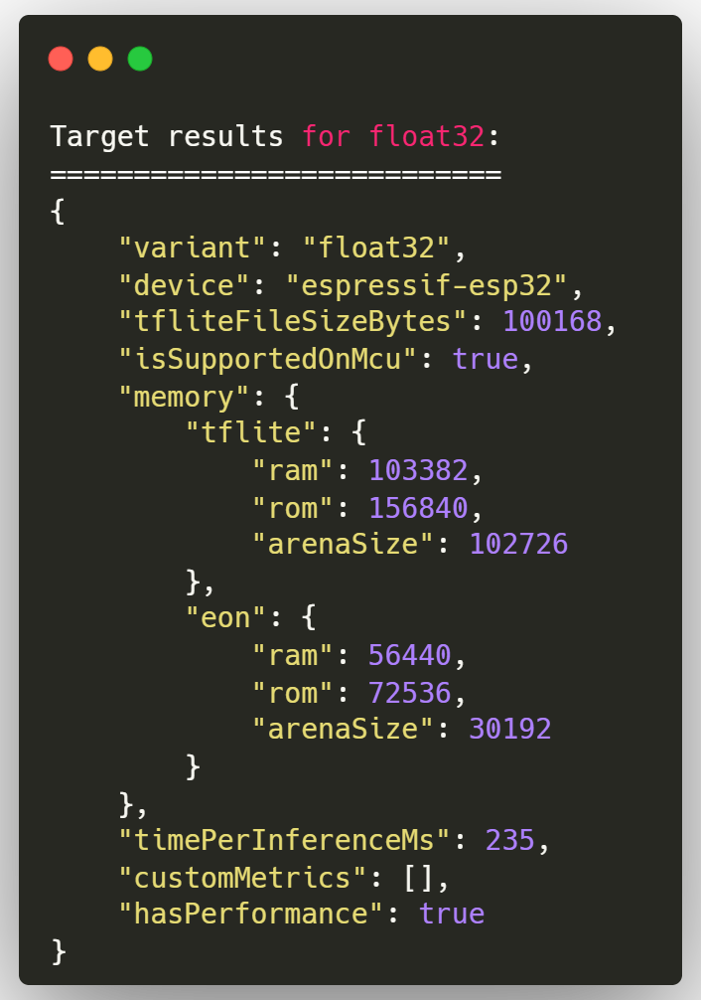 Target results for float32:
===========================
{
    "variant": "float32",
    "device": "espressif-esp32",
    "tfliteFileSizeBytes": 100168,
    "isSupportedOnMcu": true,
    "memory": {
        "tflite": {
            "ram": 103382,
            "rom": 156840,
            "arenaSize": 102726
        },
        "eon": {
            "ram": 56440,
            "rom": 72536,
            "arenaSize": 30192
        }
    },
    "timePerInferenceMs": 235,
    "customMetrics": [],
    "hasPerformance": true
}